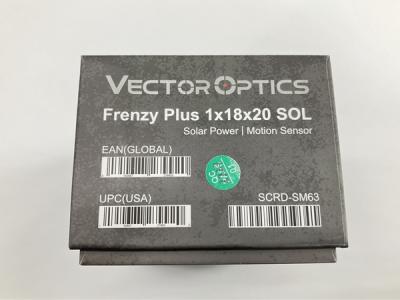 VECTOR OPTICS
Frenzy Plus 1x18x20 SOL
Solar Power | Motion Sensor
EAN(GLOBAL)
UPC(USA)
SCRD-SM63